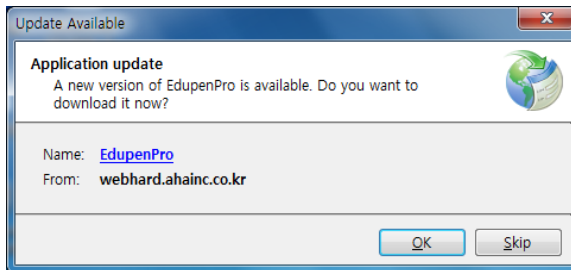 Update Available
Application update
A new version of EdupenPro is available. Do you want to
download it now?
Name: EdupenPro
From: webhard.ahainc.co.kr
OK Skip